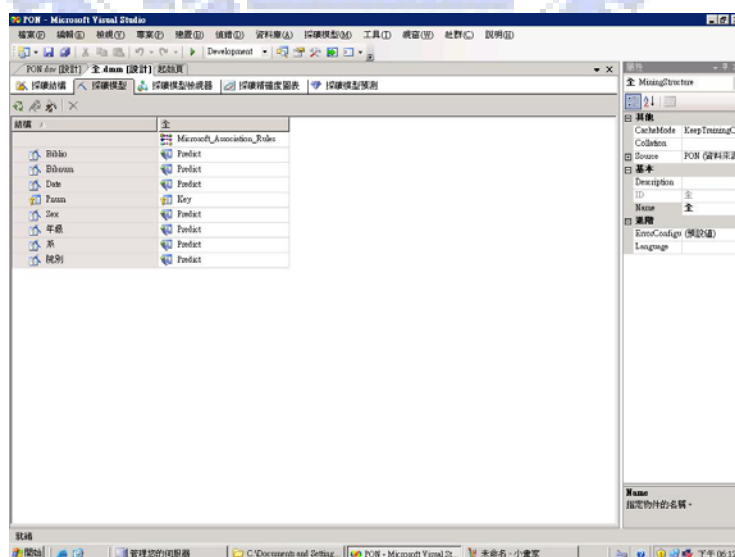 PON - Microsoft Visual Studio
檔案(F) 編輯(E) 檢視(V) 專案(P) 建置(B) 偵錯(D) 資料庫(A) 採礦模型(M) 工具(T) 視窗(W) 社群(C) 說明(H)
Development
PON.dsv [設計] 全.dmm [設計] 起始頁
採礦結構 採礦模型 採礦模型檢視器 採礦精確度圖表 採礦模型預測
結構 全
Microsoft_Association_Rules
Biblio Predict
Predict
Date Predict
Key
Sex Predict
年級 Predict
系 Predict
院別 Predict
屬性
全 MiningStructure
其他
CacheMode KeepTrainingC
Collation
Source PON (資料來源
基本
Description
ID 全
Name 全
進階
ErrorConfigu (預設值)
Language
Name
指定物件的名稱。
就緒
開始 管理您的伺服器 C:\Documents and Setting... PON - Microsoft Visual St... 未命名 - 小畫家 下午 06:12